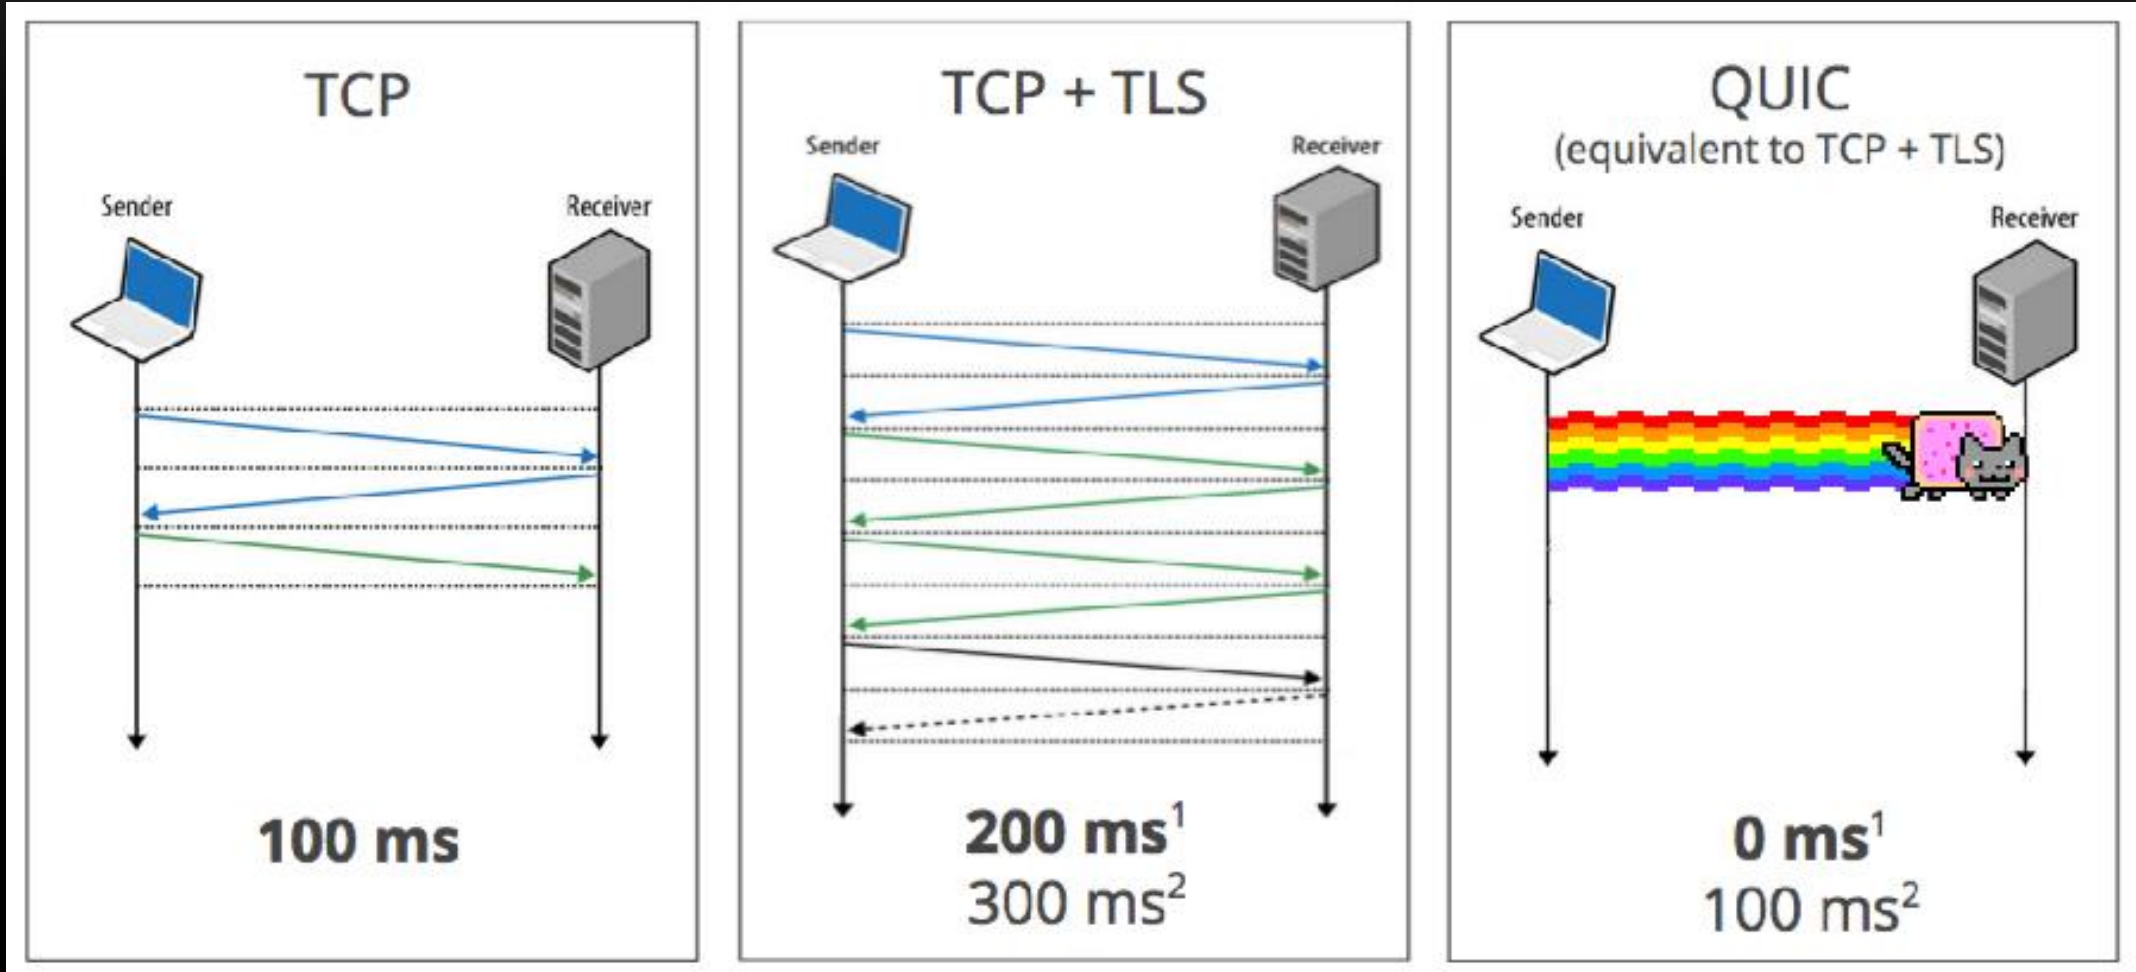 TCP
Sender
Receiver
100 ms
TCP + TLS
Sender
Receiver
200 ms¹
300 ms²
QUIC
(equivalent to TCP + TLS)
Sender
Receiver
0 ms¹
100 ms²